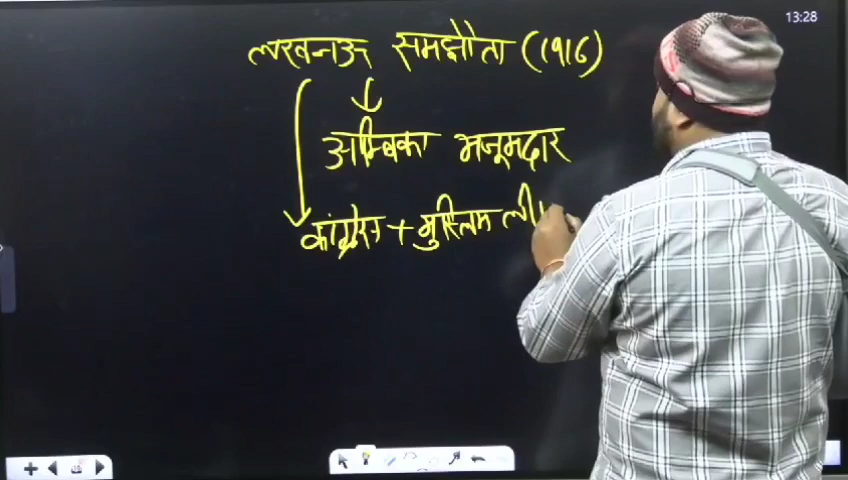 13:28
लखनऊ समझौता (1916)
अम्बिका मजूमदार
कांग्रेस + मुस्लिम ली